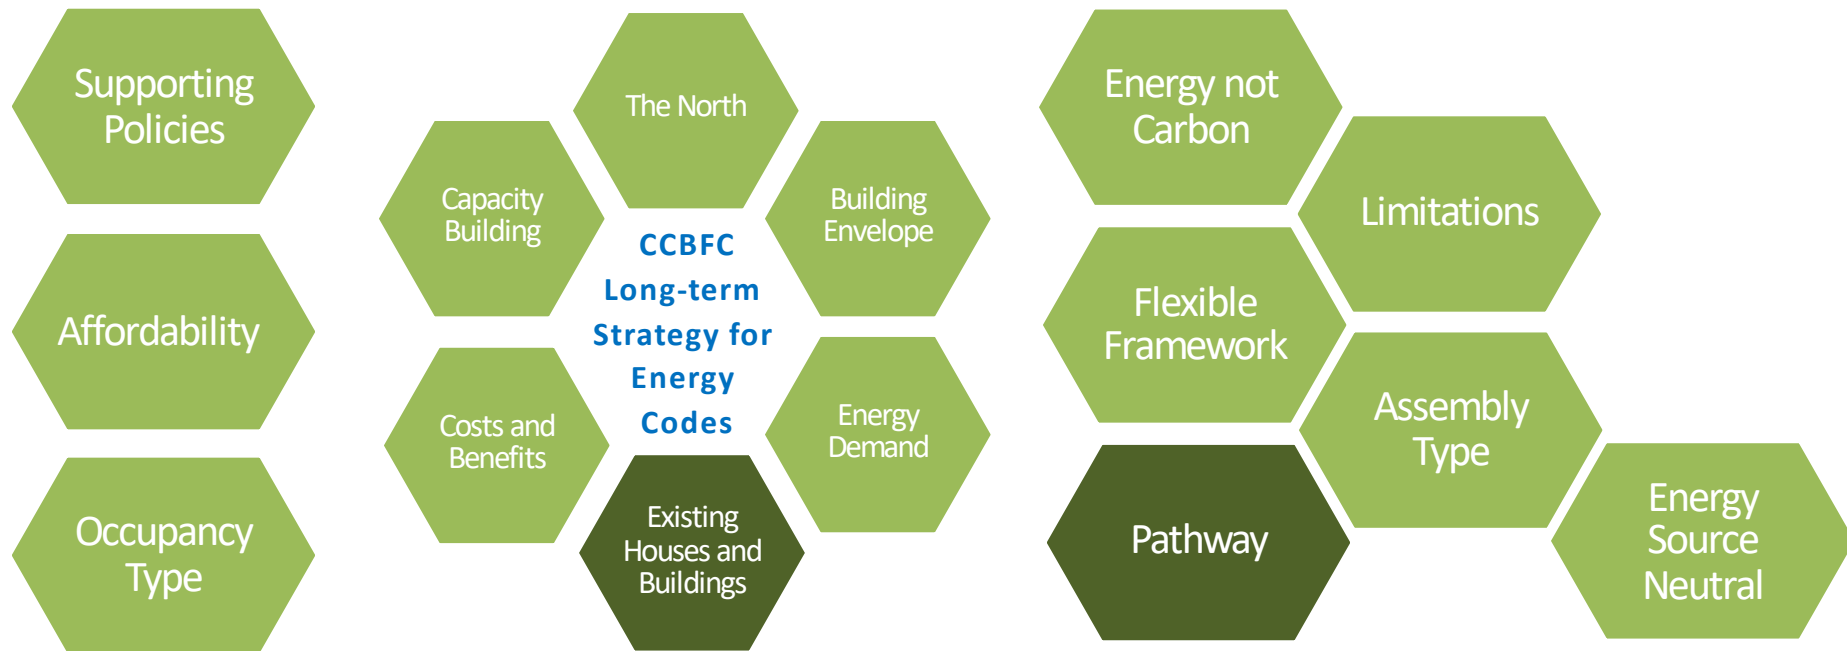 Supporting
Policies
Affordability
Occupancy
Type
The North
Capacity
Building
Building
Envelope
CCBFC
Long-term
Strategy for
Energy
Codes
Costs and
Benefits
Energy
Demand
Existing
Houses and
Buildings
Energy not
Carbon
Limitations
Flexible
Framework
Assembly
Type
Pathway
Energy
Source
Neutral